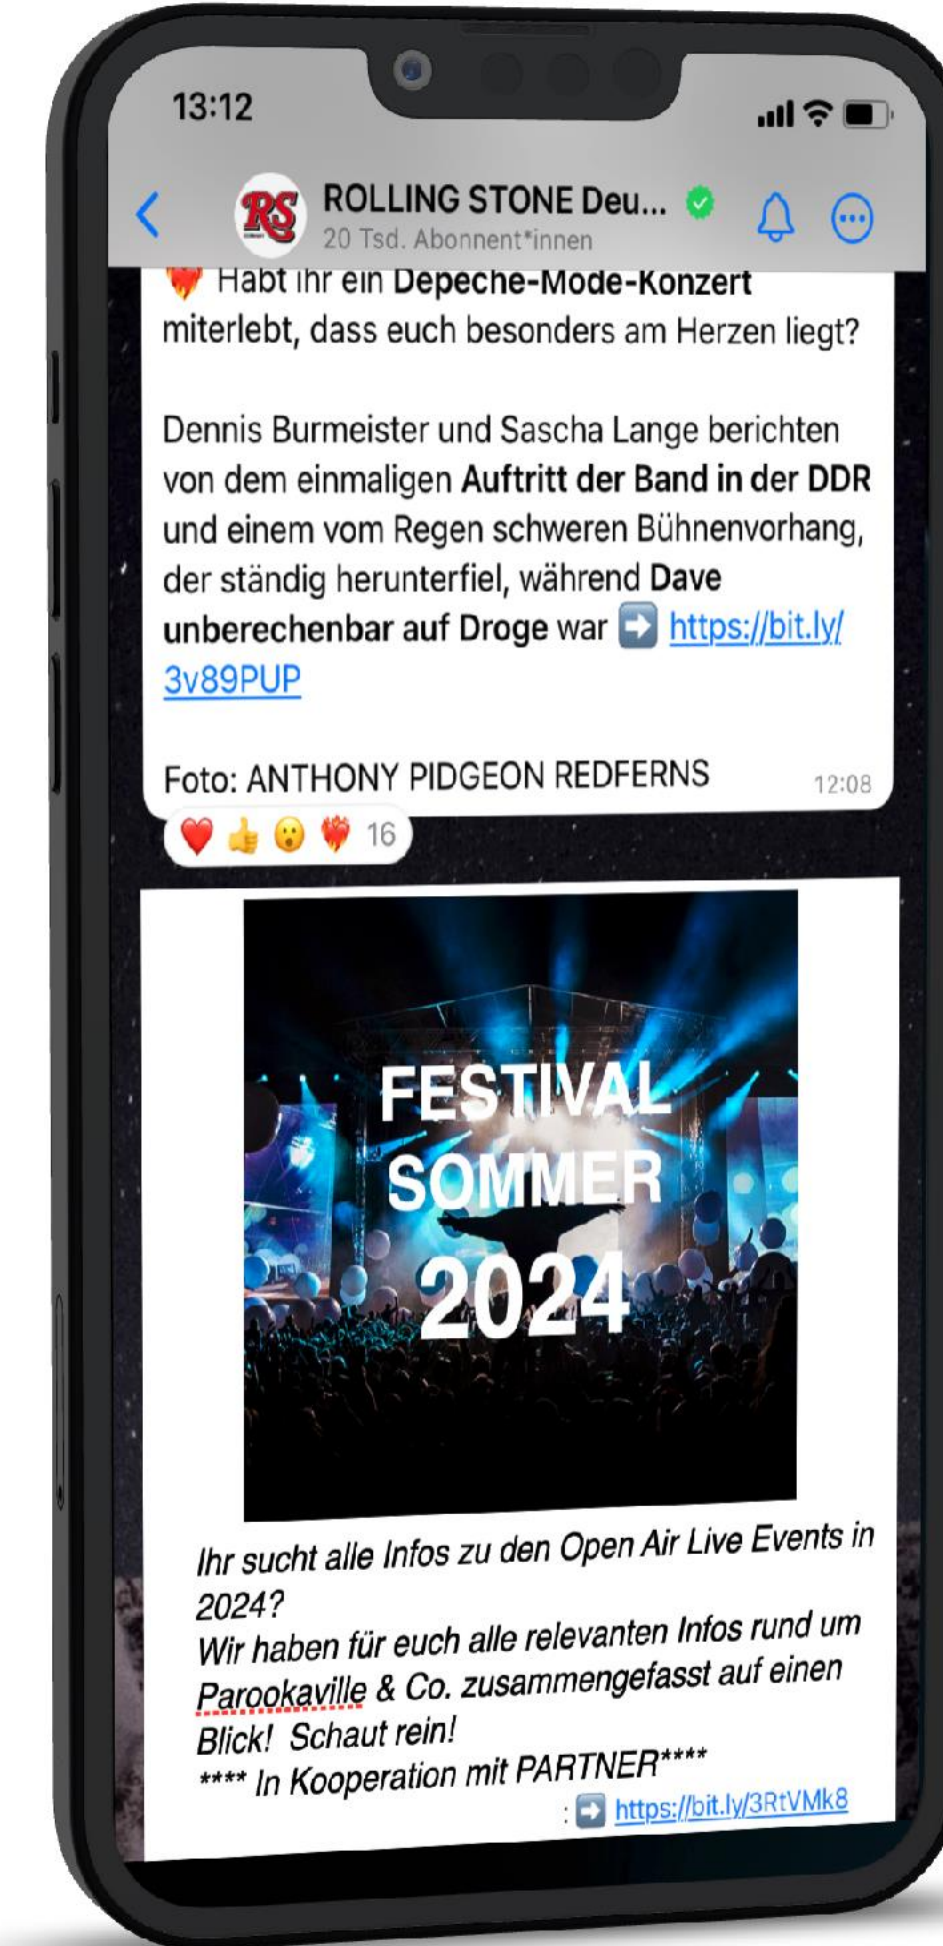 13:12
RS
ROLLING STONE Deu...
20 Tsd. Abonnent*innen
❤️‍🔥 Habt ihr ein Depeche-Mode-Konzert
miterlebt, dass euch besonders am Herzen liegt?
Dennis Burmeister und Sascha Lange berichten
von dem einmaligen Auftritt der Band in der DDR
und einem vom Regen schweren Bühnenvorhang,
der ständig herunterfiel, während Dave
unberechenbar auf Droge war ➡️ https://bit.ly/
3v89PUP
Foto: ANTHONY PIDGEON REDFERNS
12:08
❤️ 👍 😮 ❤️‍🔥 16
FESTIVAL
SOMMER
2024
Ihr sucht alle Infos zu den Open Air Live Events in
2024?
Wir haben für euch alle relevanten Infos rund um
Parookaville & Co. zusammengefasst auf einen
Blick! Schaut rein!
**** In Kooperation mit PARTNER****
: ➡️ https://bit.ly/3RtVMk8